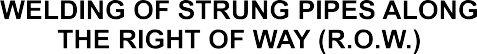 WELDING OF STRUNG PIPES ALONG
THE RIGHT OF WAY (R.O.W.)